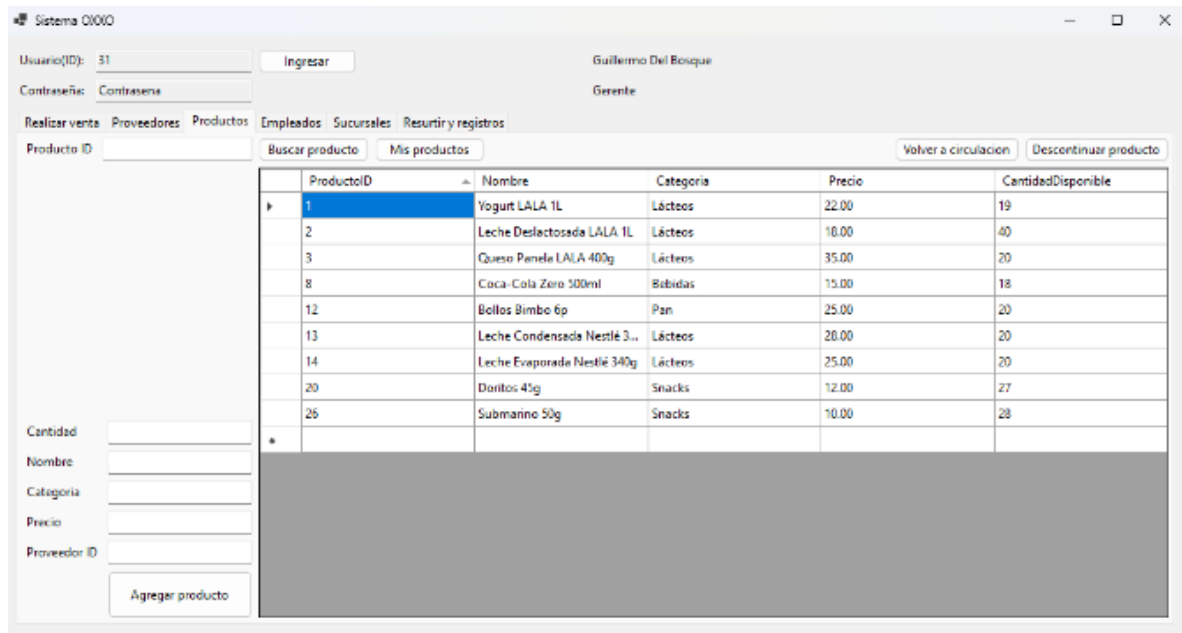 Sistema OXXO
Usuario(ID): 31 Ingresar Guillermo Del Bosque
Contraseña: Contrasena Gerente
Realizar venta Proveedores Productos Empleados Sucursales Resurtir y registros
Producto ID Buscar producto Mis productos Volver a circulacion Descontinuar producto
ProductoID Nombre Categoria Precio CantidadDisponible
1 Yogurt LALA 1L Lácteos 22.00 19
2 Leche Deslactosada LALA 1L Lácteos 18.00 40
3 Queso Panela LALA 400g Lácteos 35.00 20
8 Coca-Cola Zero 500ml Bebidas 15.00 18
12 Bollos Bimbo 6p Pan 25.00 20
13 Leche Condensada Nestlé 3... Lácteos 28.00 20
14 Leche Evaporada Nestlé 340g Lácteos 25.00 20
20 Doritos 45g Snacks 12.00 27
26 Submarino 50g Snacks 10.00 28
Cantidad
Nombre
Categoria
Precio
Proveedor ID
Agregar producto